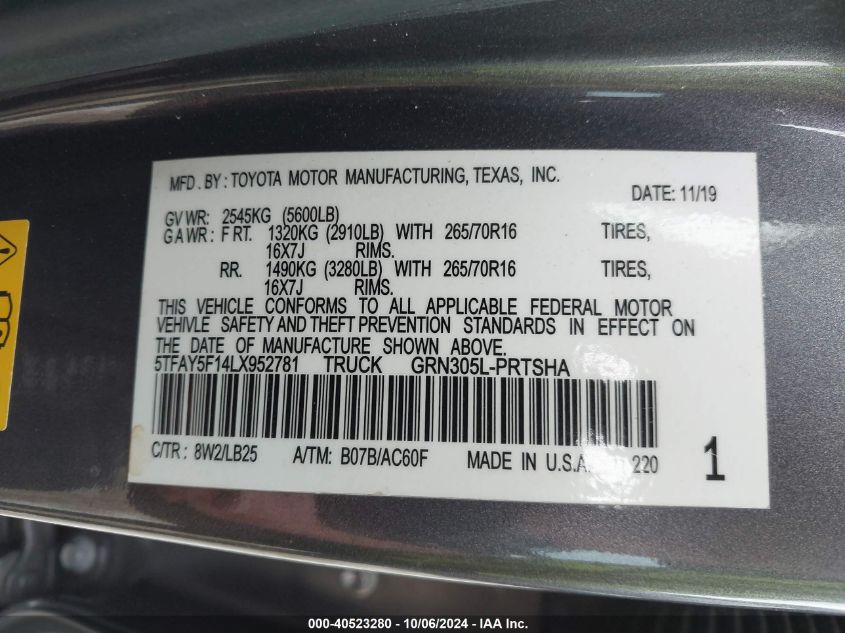 MFD. BY: TOYOTA MOTOR MANUFACTURING, TEXAS, INC.
DATE: 11/19
GVWR: 2545KG (5600LB)
GAWR: FRT. 1320KG (2910LB) WITH 265/70R16 TIRES,
16X7J RIMS.
RR. 1490KG (3280LB) WITH 265/70R16 TIRES,
16X7J RIMS.
THIS VEHICLE CONFORMS TO ALL APPLICABLE FEDERAL MOTOR
VEHIVLE SAFETY AND THEFT PREVENTION STANDARDS IN EFFECT ON
THE DATE OF MANUFACTURE SHOWN ABOVE.
5TFAY5F14LX952781 TRUCK GRN305L-PRTSHA
C/TR: 8W2/LB25 A/TM: B07B/AC60F MADE IN U.S.A. 220 1
000-40523280 - 10/06/2024 - IAA Inc.